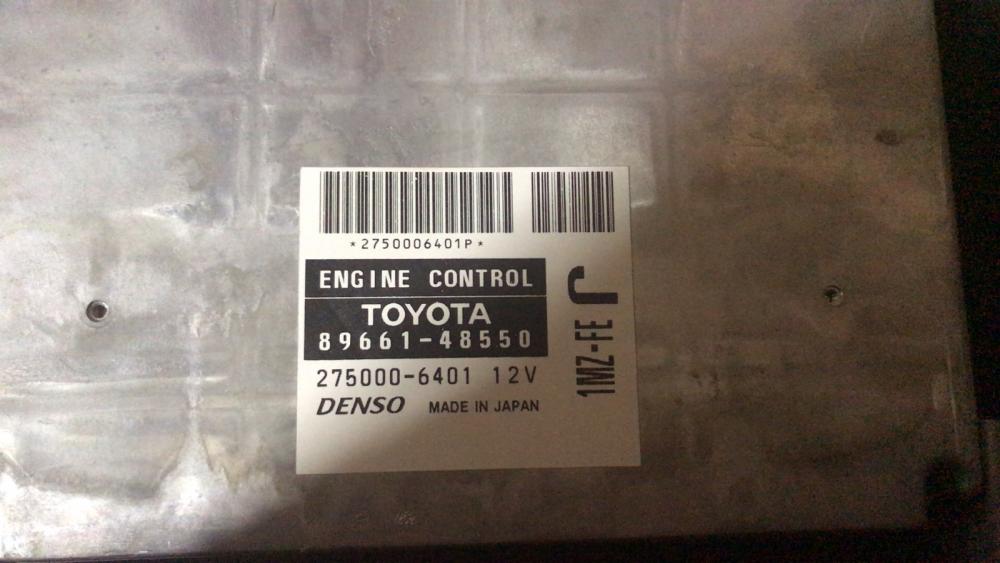 *2750006401P*
ENGINE CONTROL
TOYOTA
89661-48550
275000-6401 12V
DENSO MADE IN JAPAN
1MZ-FE J